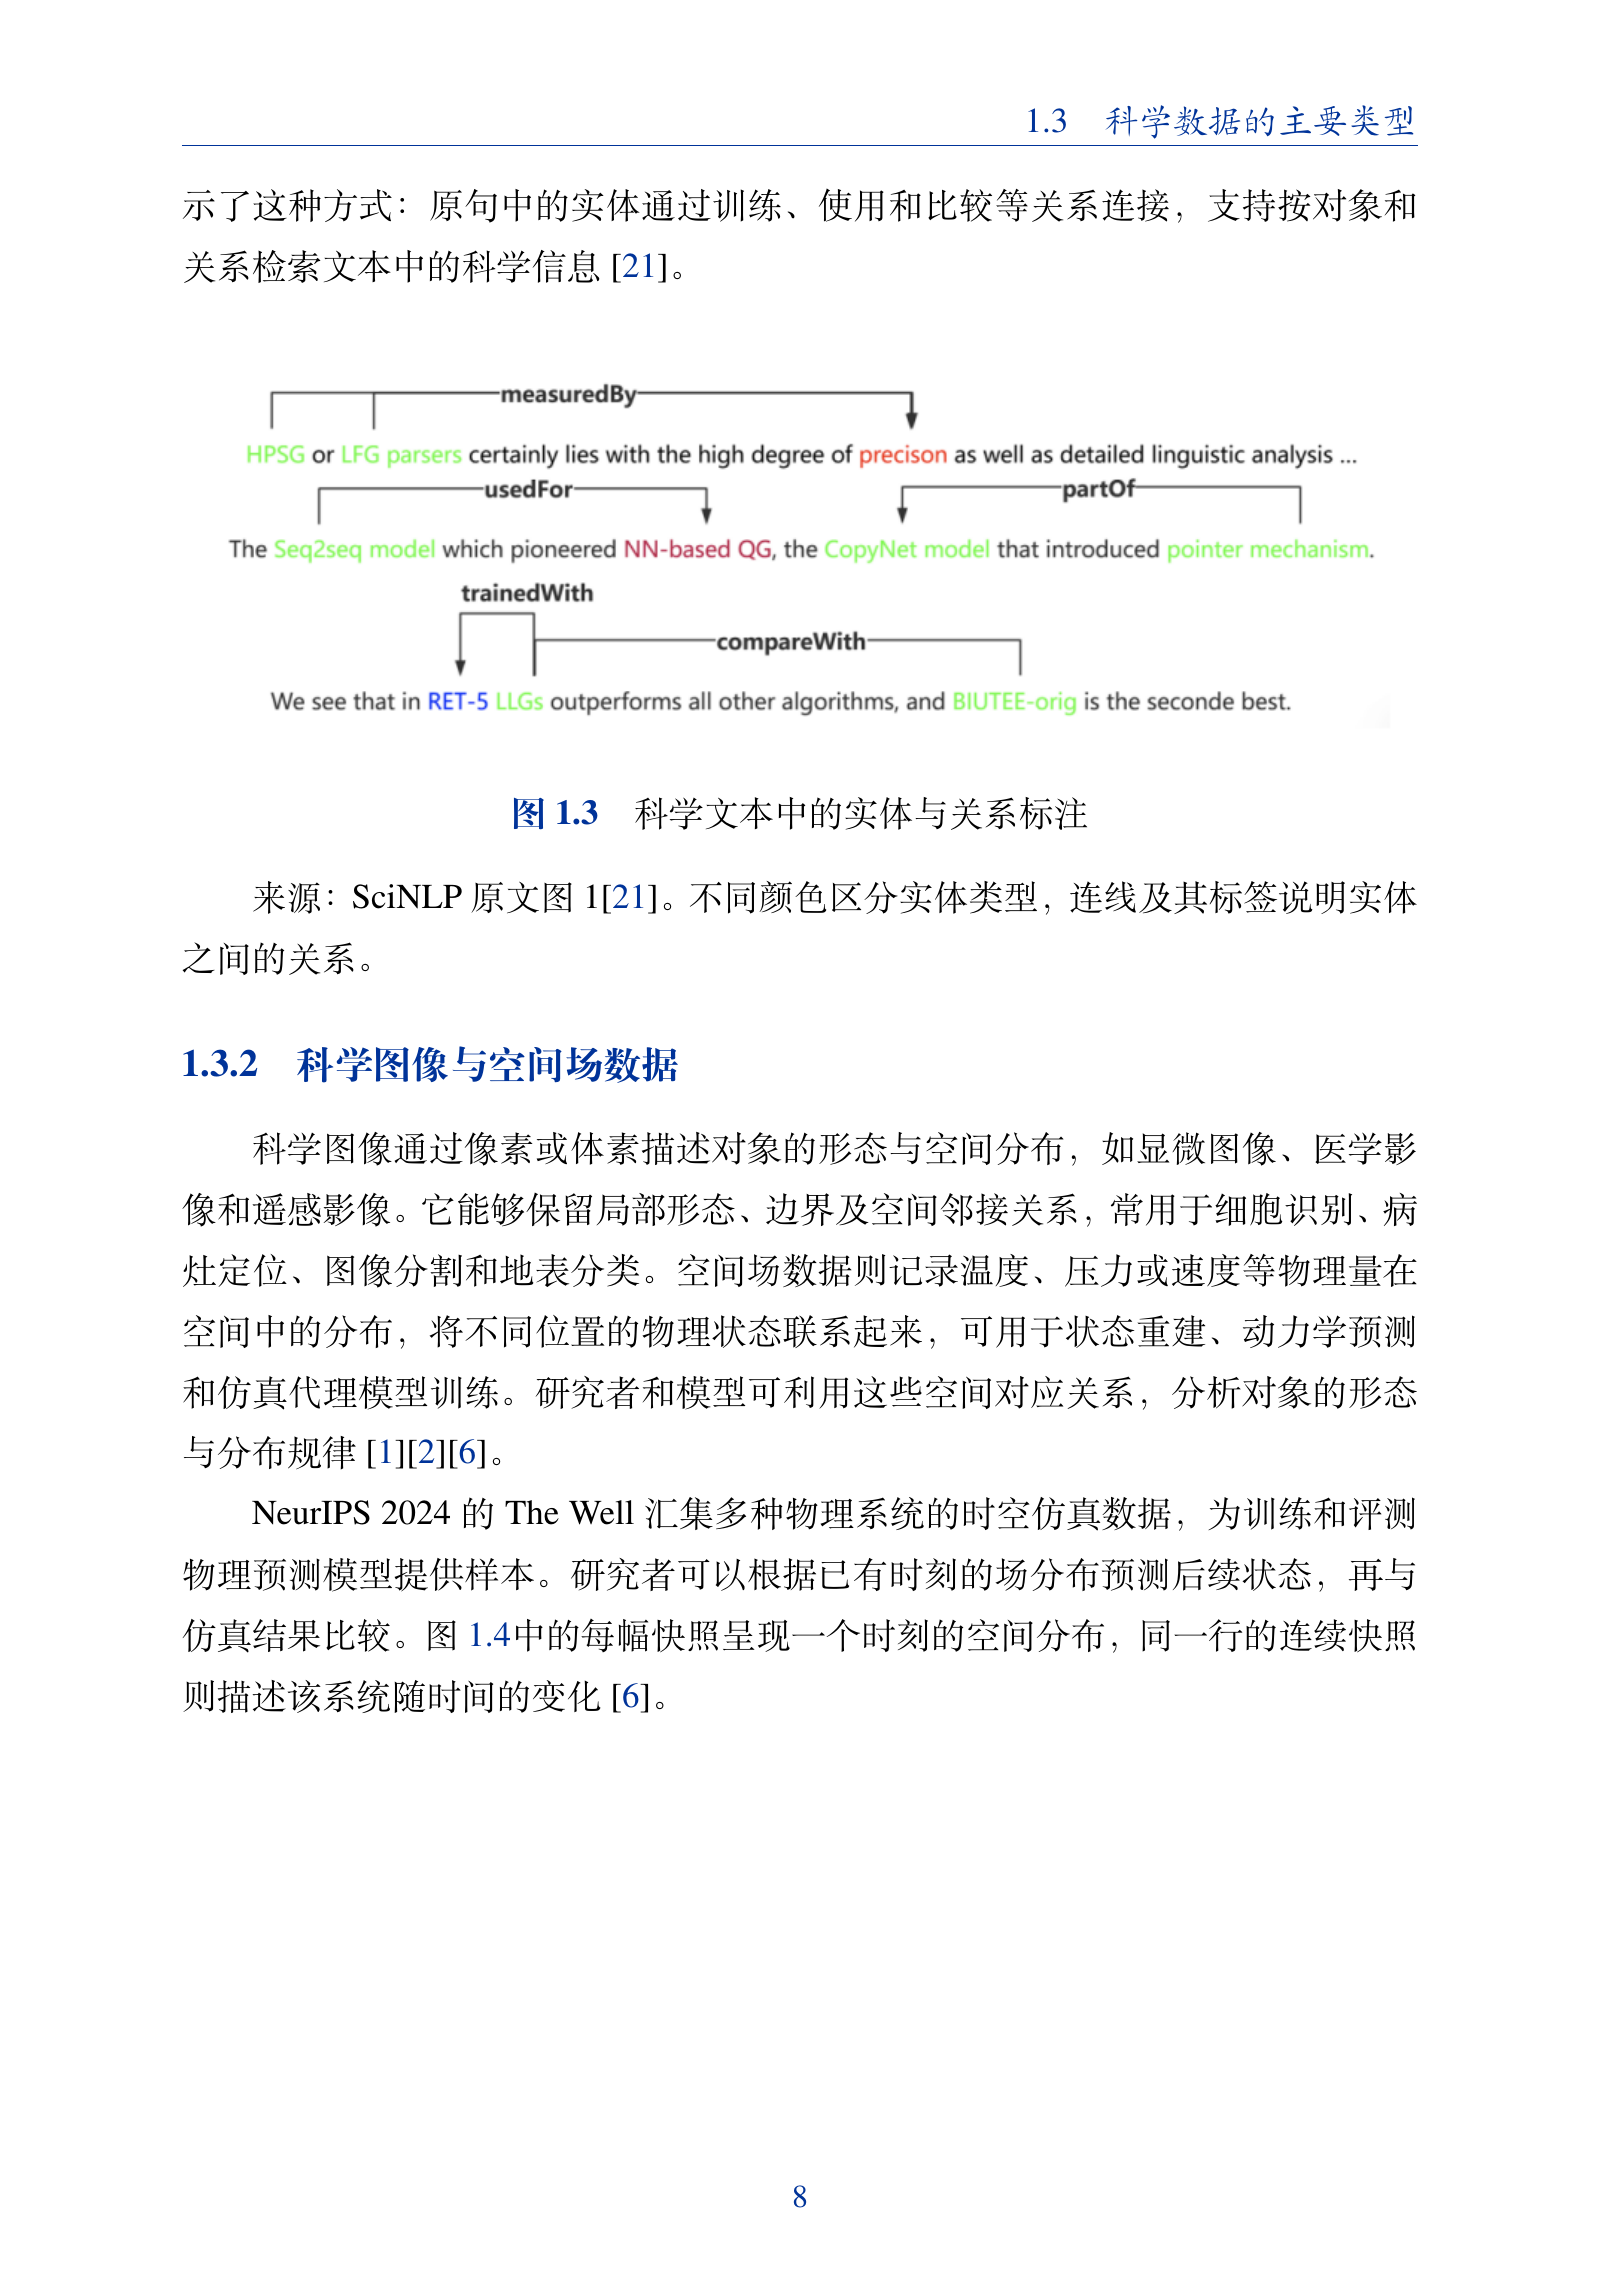 1.3 科学数据的主要类型
示了这种方式：原句中的实体通过训练、使用和比较等关系连接，支持按对象和
关系检索文本中的科学信息 [21]。
measuredBy
HPSG or LFG parsers certainly lies with the high degree of precison as well as detailed linguistic analysis ...
usedFor partOf
The Seq2seq model which pioneered NN-based QG, the CopyNet model that introduced pointer mechanism.
trainedWith
compareWith
We see that in RET-5 LLGs outperforms all other algorithms, and BIUTEE-orig is the seconde best.
图 1.3 科学文本中的实体与关系标注
来源：SciNLP 原文图 1[21]。不同颜色区分实体类型，连线及其标签说明实体
之间的关系。
1.3.2 科学图像与空间场数据
科学图像通过像素或体素描述对象的形态与空间分布，如显微图像、医学影
像和遥感影像。它能够保留局部形态、边界及空间邻接关系，常用于细胞识别、病
灶定位、图像分割和地表分类。空间场数据则记录温度、压力或速度等物理量在
空间中的分布，将不同位置的物理状态联系起来，可用于状态重建、动力学预测
和仿真代理模型训练。研究者和模型可利用这些空间对应关系，分析对象的形态
与分布规律 [1][2][6]。
NeurIPS 2024 的 The Well 汇集多种物理系统的时空仿真数据，为训练和评测
物理预测模型提供样本。研究者可以根据已有时刻的场分布预测后续状态，再与
仿真结果比较。图 1.4中的每幅快照呈现一个时刻的空间分布，同一行的连续快照
则描述该系统随时间的变化 [6]。
8